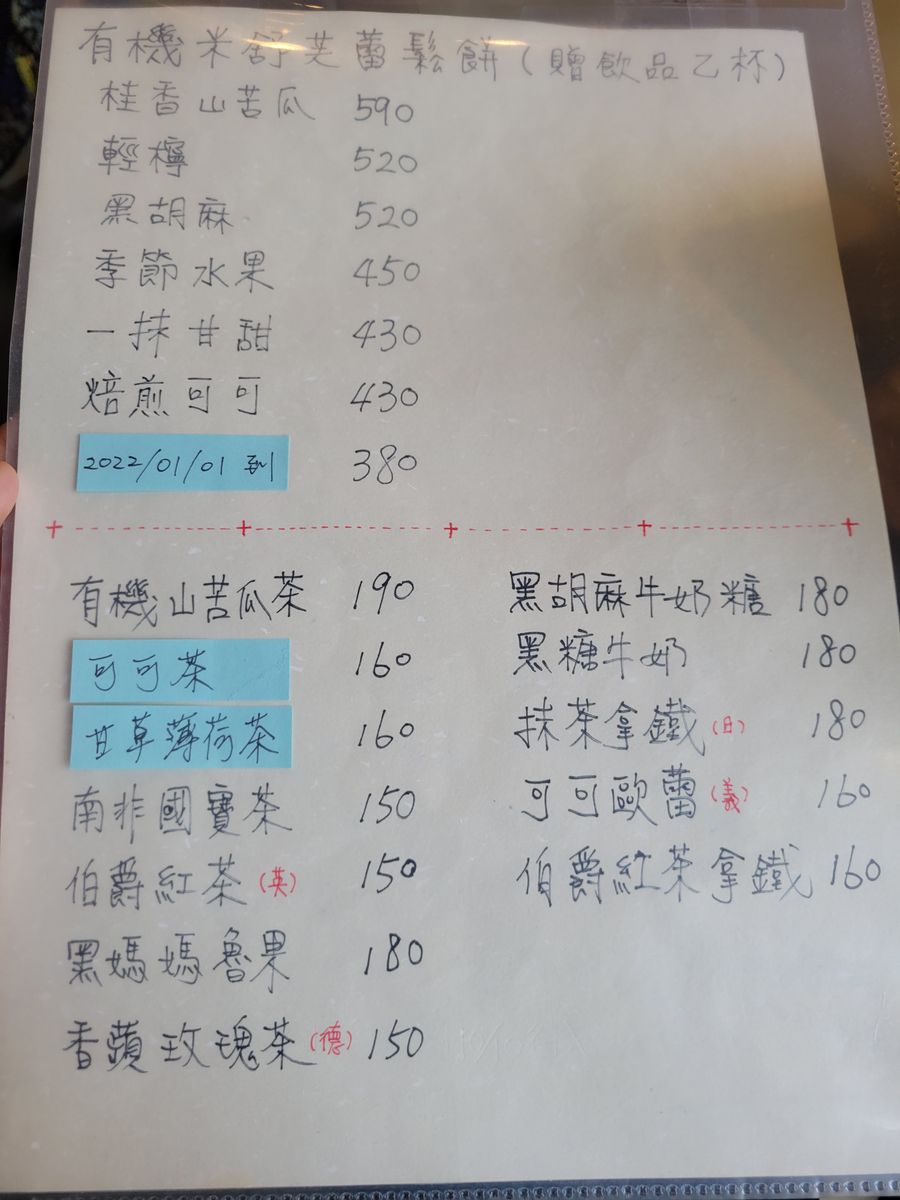 有機米舒芙蕾鬆餅(贈飲品乙杯)
桂香山苦瓜 590
輕檸 520
黑胡麻 520
季節水果 450
一抹甘甜 430
焙煎可可 430
2022/01/01 到 380
有機山苦瓜茶 190
可可茶 160
甘草薄荷茶 160
南非國寶茶 150
伯爵紅茶(英) 150
黑媽媽魯果 180
香蘋玫瑰茶(德) 150
黑胡麻牛奶糖 180
黑糖牛奶 180
抹茶拿鐵(日) 180
可可歐蕾(義) 160
伯爵紅茶拿鐵 160